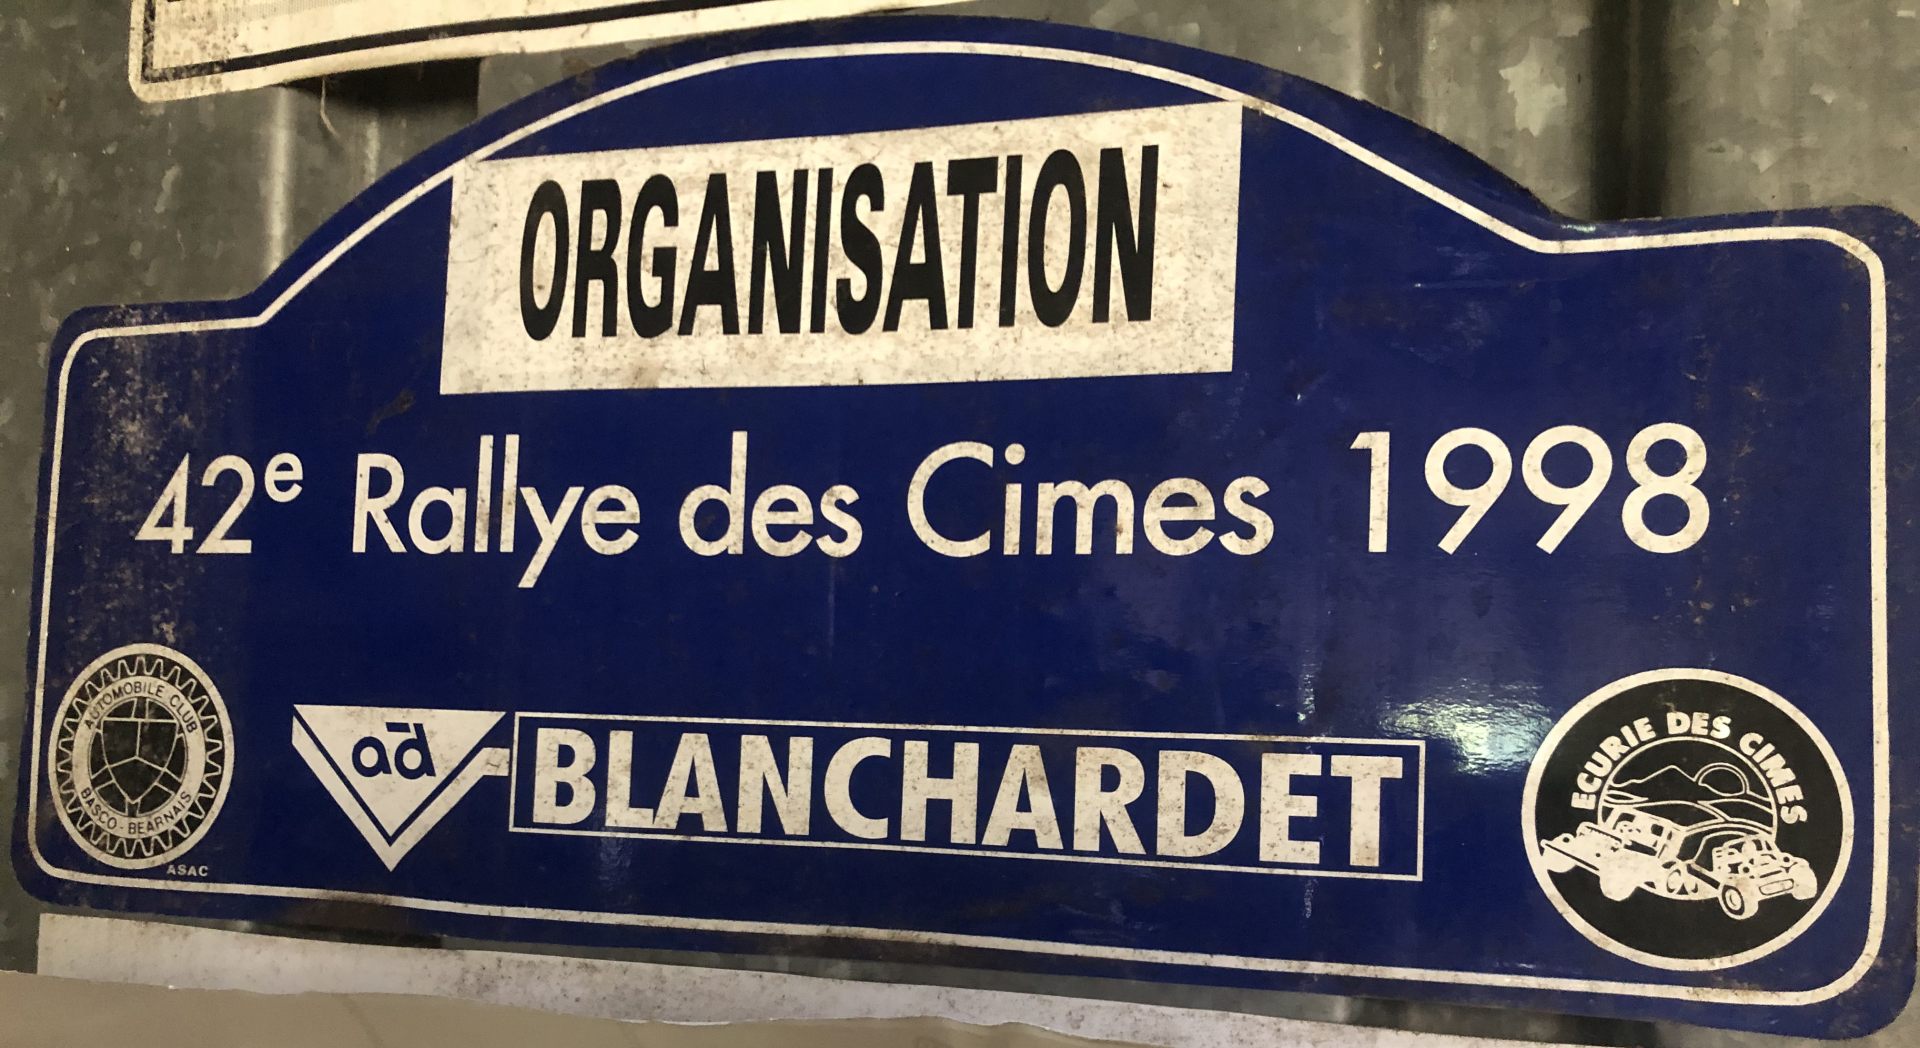 ORGANISATION
42e Rallye des Cimes 1998
AUTOMOBILE CLUB
BASCO - BEARNAIS
ASAC
ad BLANCHARDET
ECURIE DES CIMES